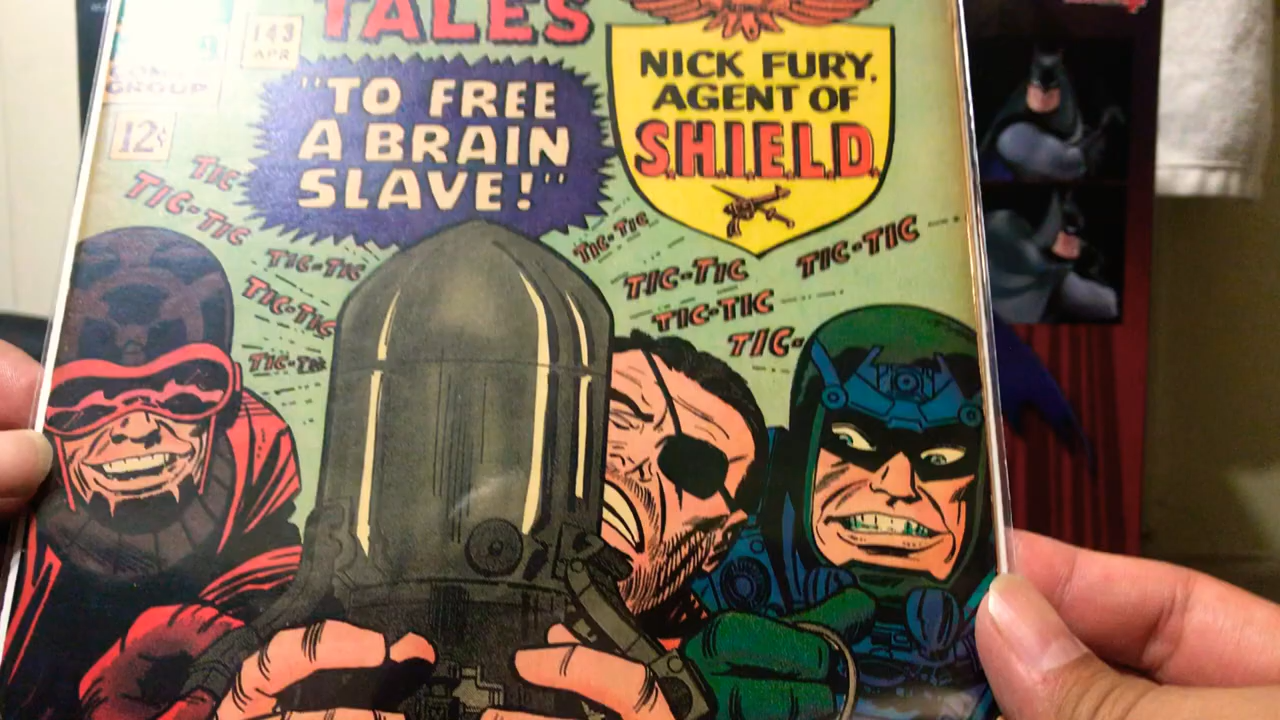 TALES
143
APR
GROUP
12¢
"TO FREE
A BRAIN
SLAVE!"
NICK FURY,
AGENT OF
S.H.I.E.L.D.
TIC
TIC-TIC
TIC-TIC
TIC-TIC
TIC-TIC
TIC-TIC
TIC-TIC
TIC-TIC
TIC-TIC
TIC-